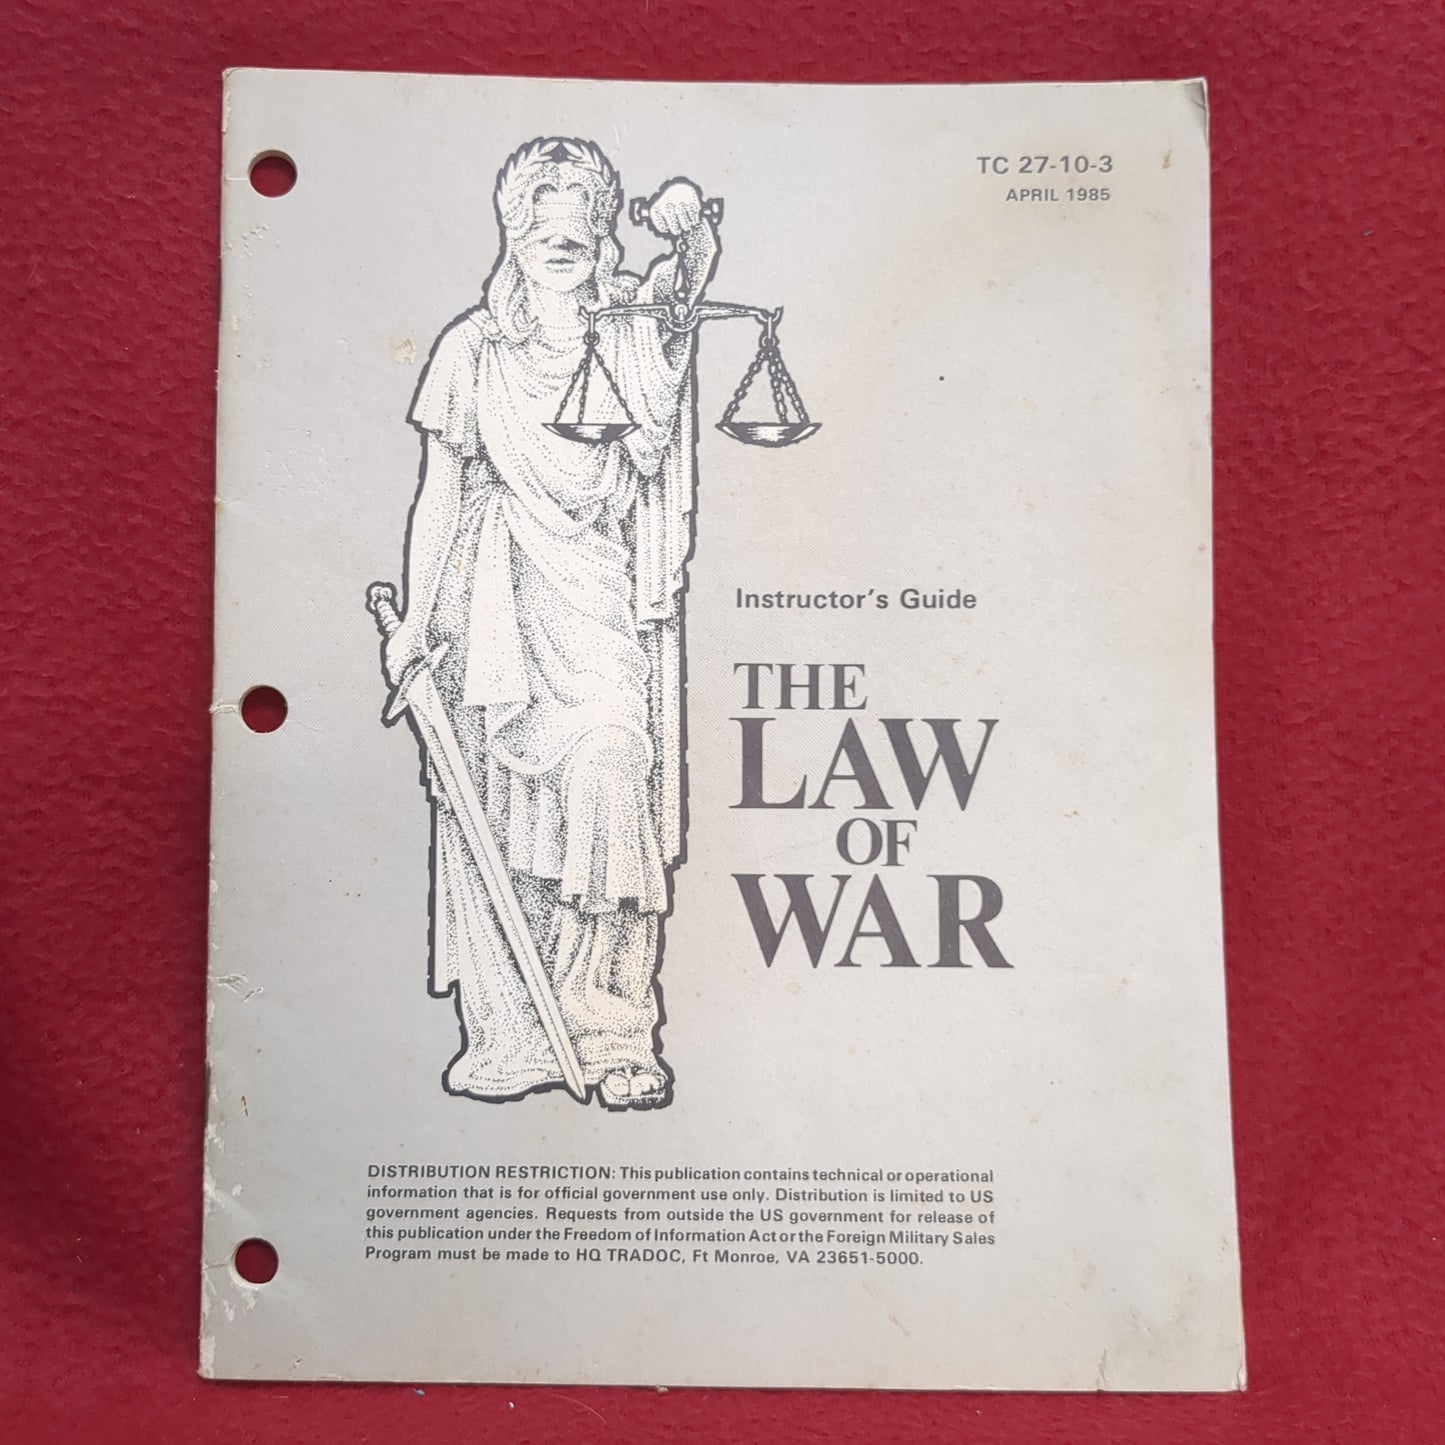 TC 27-10-3
APRIL 1985
Instructor's Guide
THE
LAW
OF
WAR
DISTRIBUTION RESTRICTION: This publication contains technical or operational
information that is for official government use only. Distribution is limited to US
government agencies. Requests from outside the US government for release of
this publication under the Freedom of Information Act or the Foreign Military Sales
Program must be made to HQ TRADOC, Ft Monroe, VA 23651-5000.